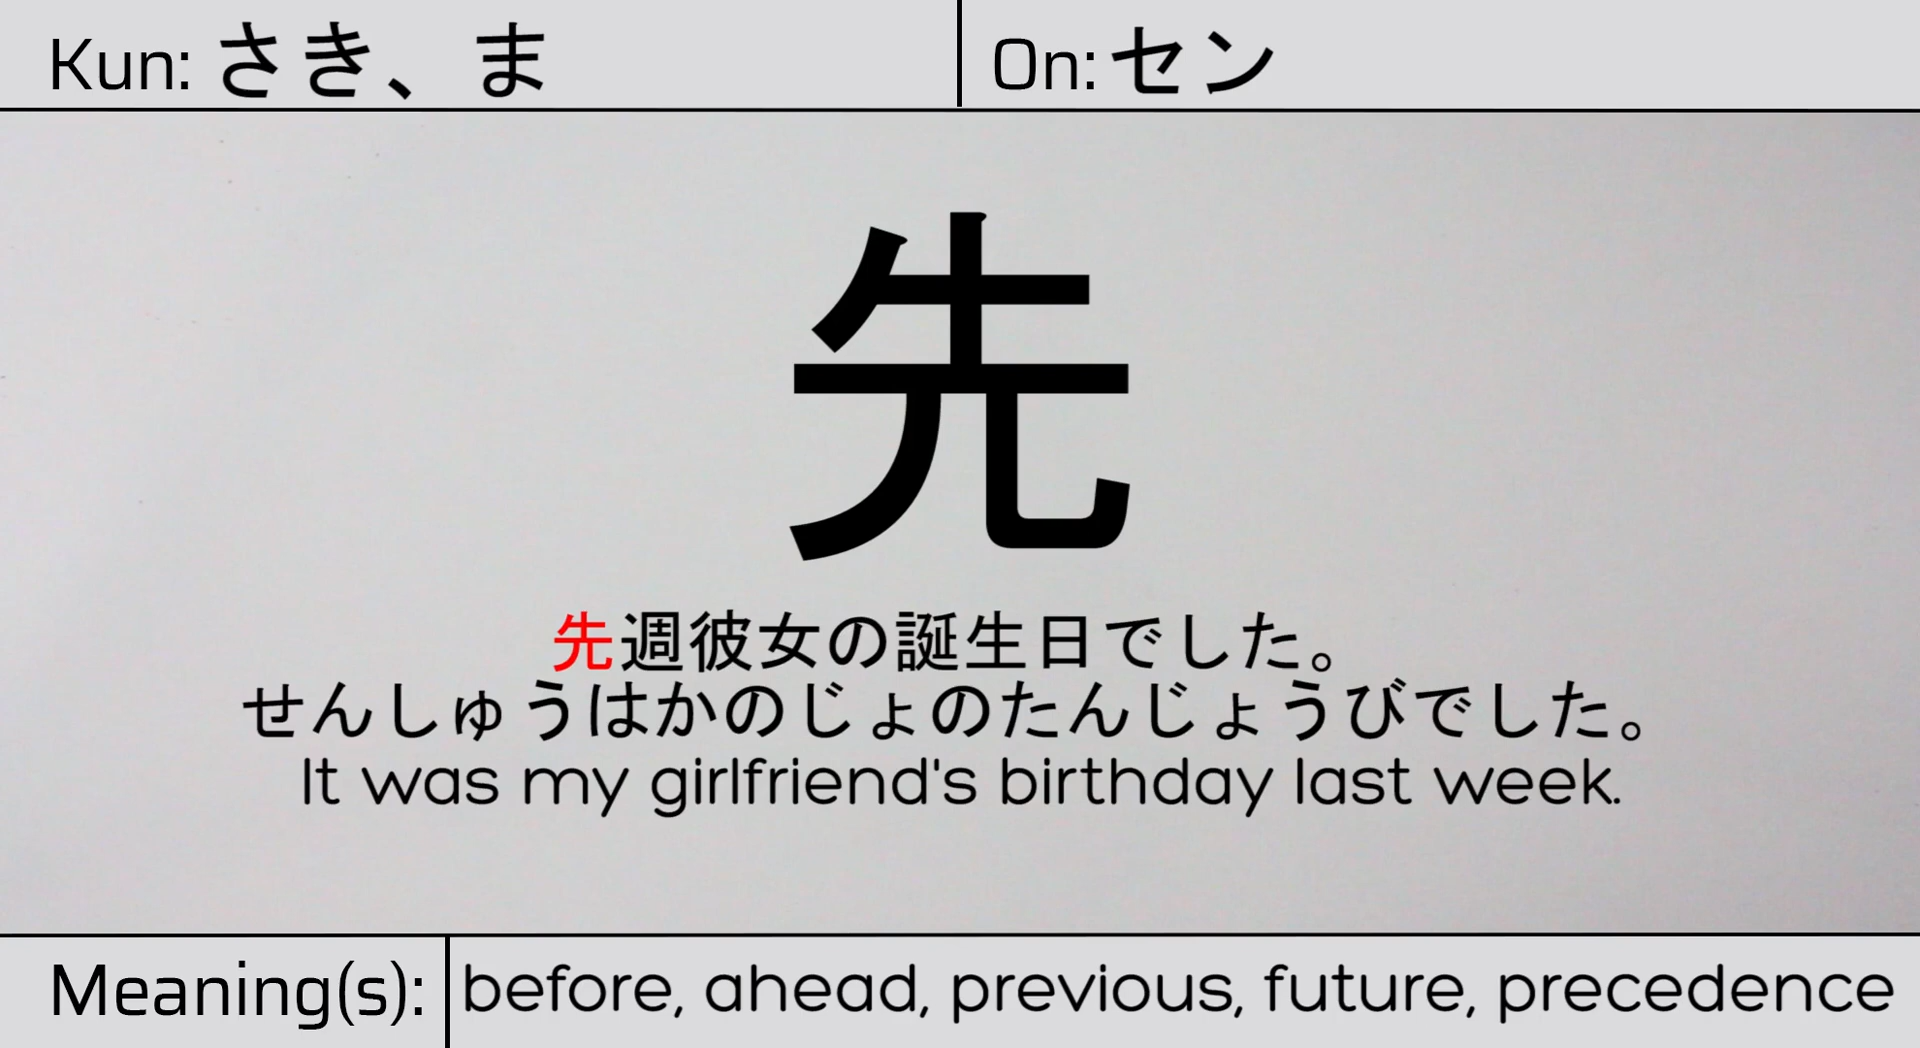 Kun: さき、ま
On: セン
先
先週彼女の誕生日でした。
せんしゅうはかのじょのたんじょうびでした。
It was my girlfriend's birthday last week.
Meaning(s): before, ahead, previous, future, precedence